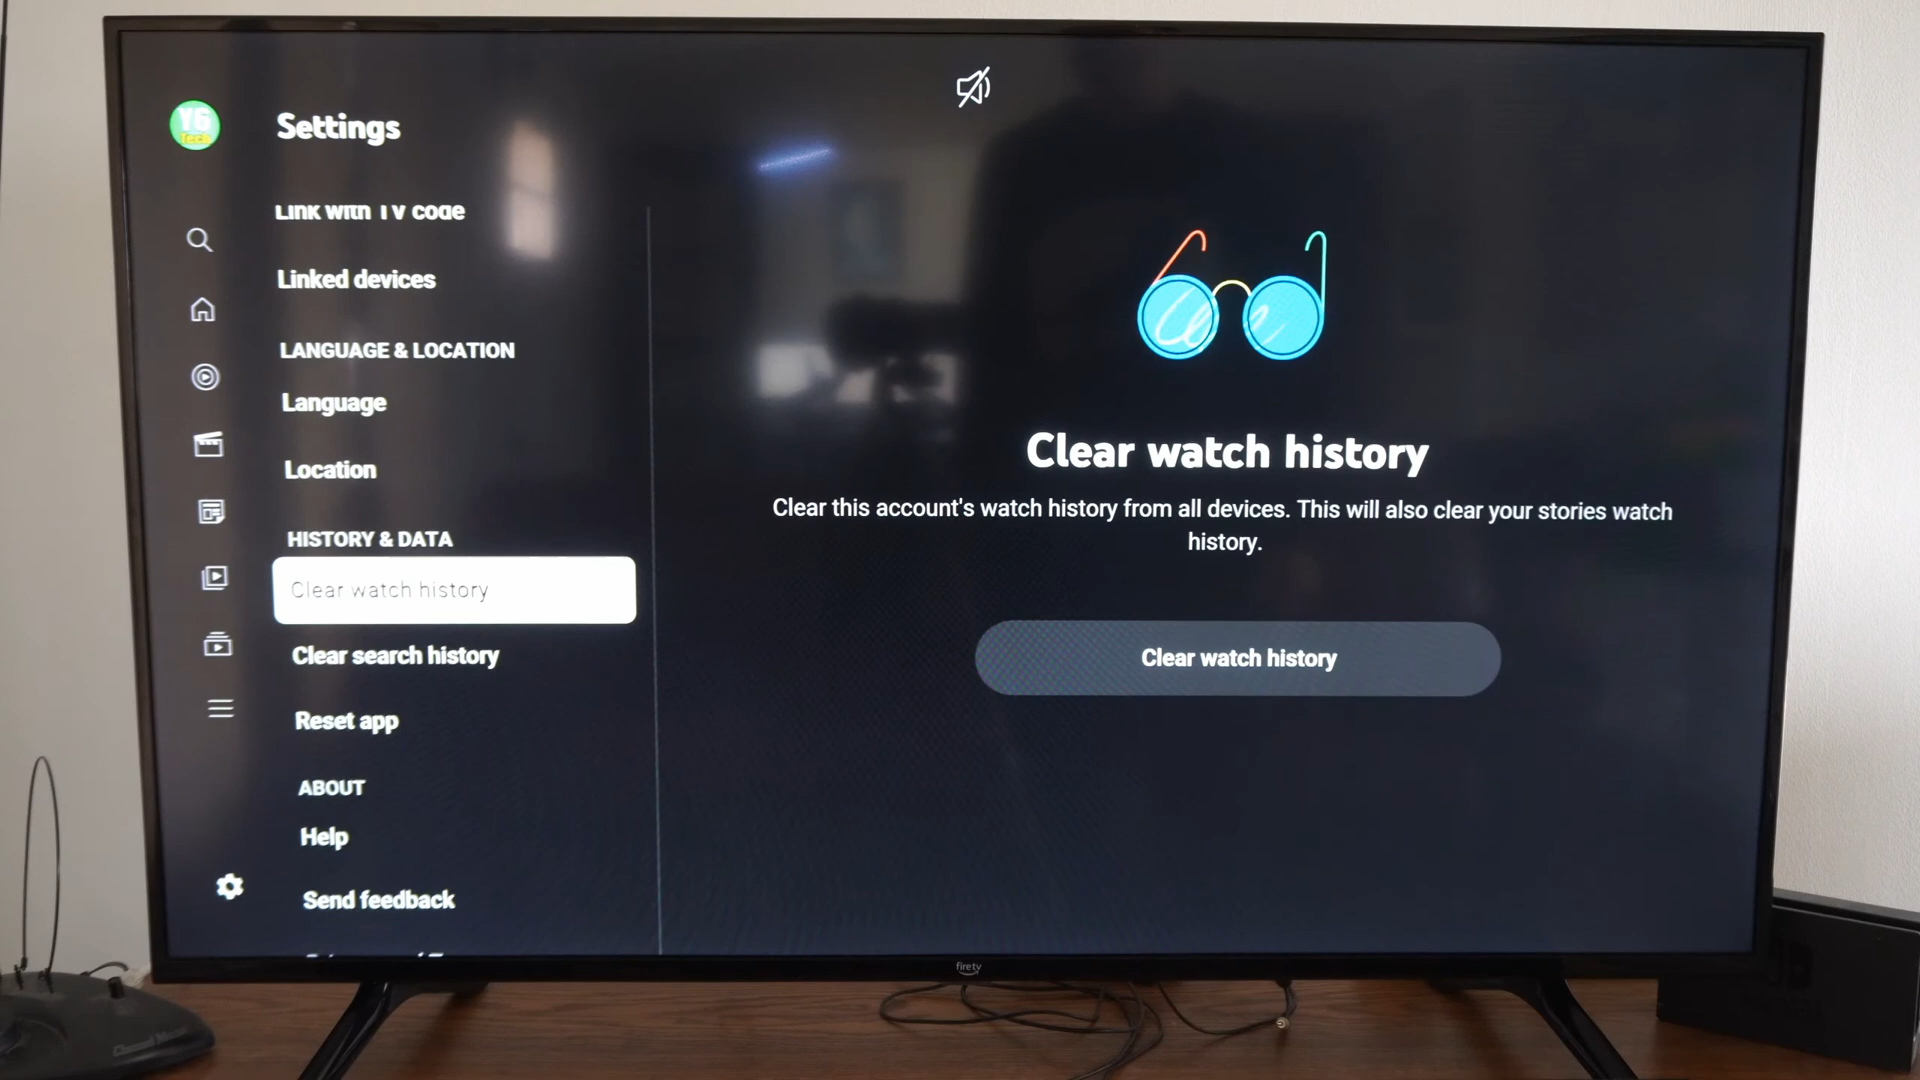 Y6
Tech
Settings
Link with TV code
Linked devices
LANGUAGE & LOCATION
Language
Location
HISTORY & DATA
Clear watch history
Clear search history
Reset app
ABOUT
Help
Send feedback
Clear watch history
Clear this account's watch history from all devices. This will also clear your stories watch
history.
Clear watch history
firetv